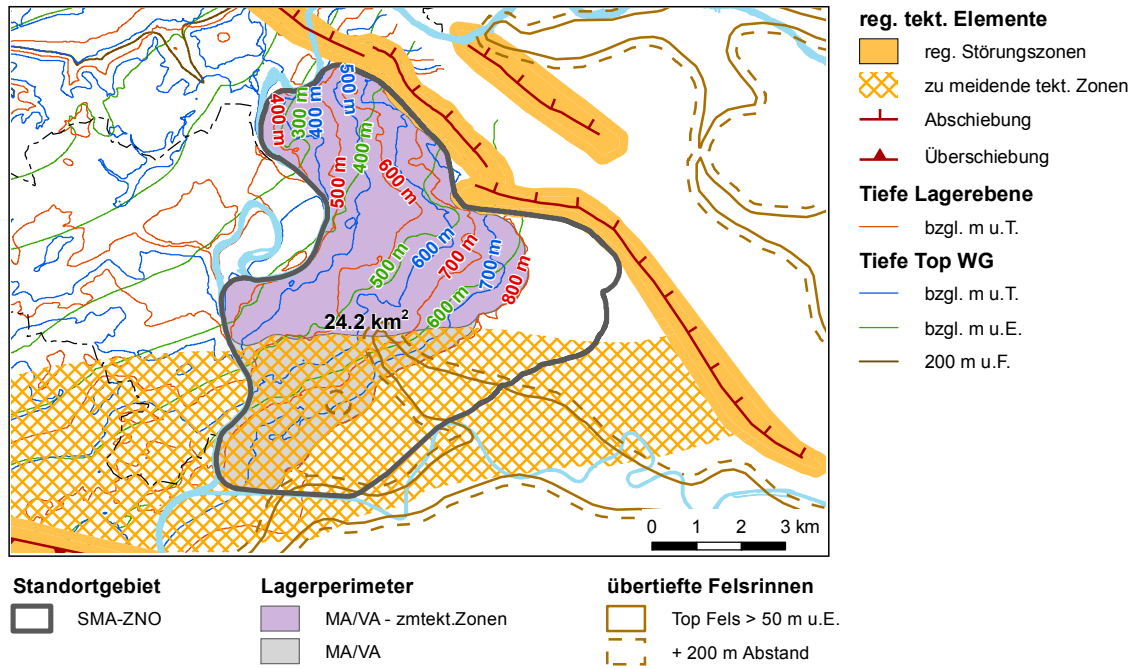 500 m
400 m
300 m
400 m
400 m
500 m
600 m
500 m
600 m
700 m
700 m
800 m
600 m
24.2 km²
0 1 2 3 km
reg. tekt. Elemente
reg. Störungszonen
zu meidende tekt. Zonen
Abschiebung
Überschiebung
Tiefe Lagerebene
bzgl. m u.T.
Tiefe Top WG
bzgl. m u.T.
bzgl. m u.E.
200 m u.F.
Standortgebiet
SMA-ZNO
Lagerperimeter
MA/VA - zmtekt.Zonen
MA/VA
übertiefte Felsrinnen
Top Fels > 50 m u.E.
+ 200 m Abstand